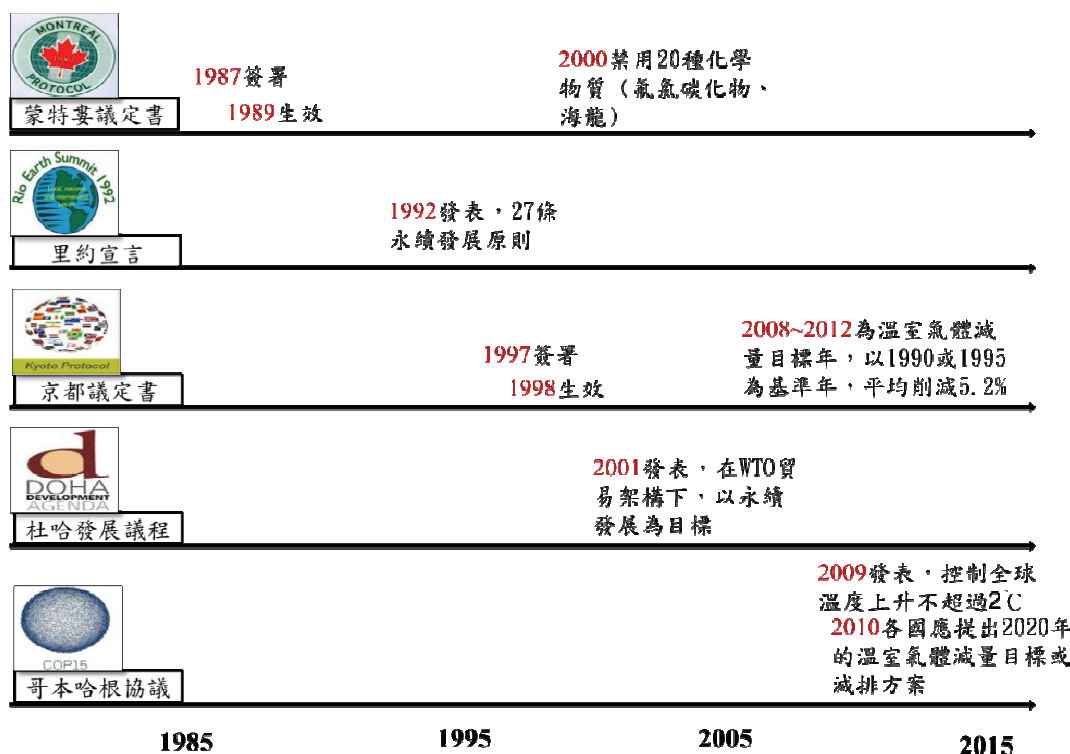 MONTREAL
PROTOCOL
蒙特婁議定書
1987簽署
1989生效
2000禁用20種化學
物質（氟氯碳化物、
海龍）
Rio Earth Summit 1992
里約宣言
1992發表，27條
永續發展原則
Kyoto Protocol
京都議定書
1997簽署
1998生效
2008~2012為溫室氣體減
量目標年，以1990或1995
為基準年，平均削減5.2%
d
DOHA
DEVELOPMENT
AGENDA
杜哈發展議程
2001發表，在WTO貿
易架構下，以永續
發展為目標
COP15
哥本哈根協議
2009發表，控制全球
溫度上升不超過2℃
2010各國應提出2020年
的溫室氣體減量目標或
減排方案
1985
1995
2005
2015